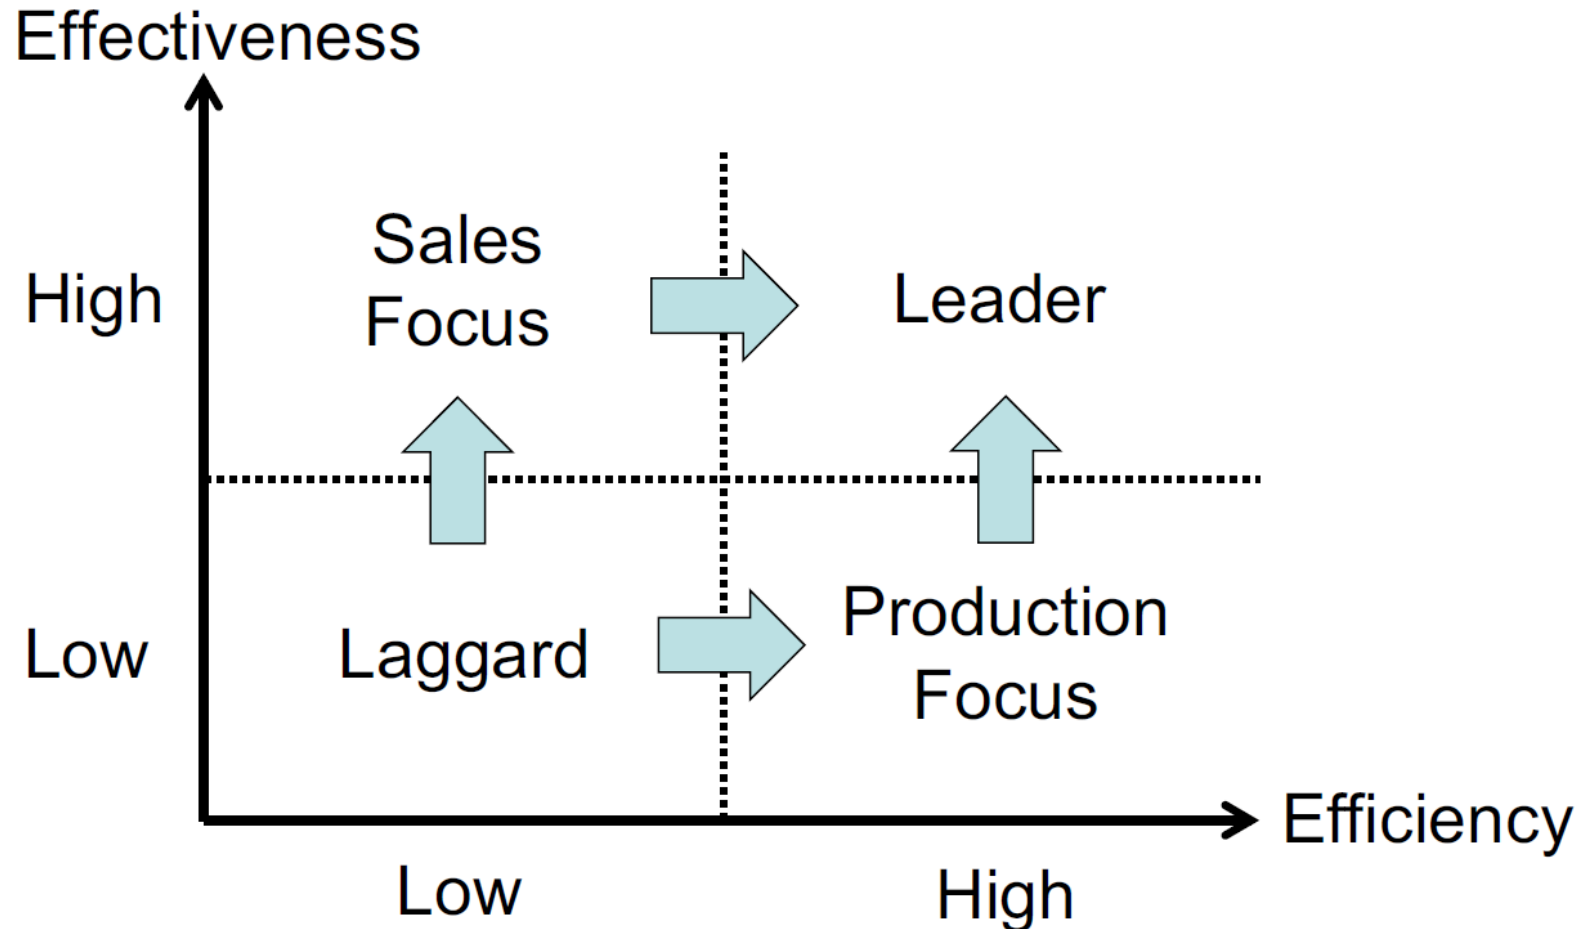 Effectiveness
High
Sales
Focus
Leader
Low
Laggard
Production
Focus
Efficiency
Low
High